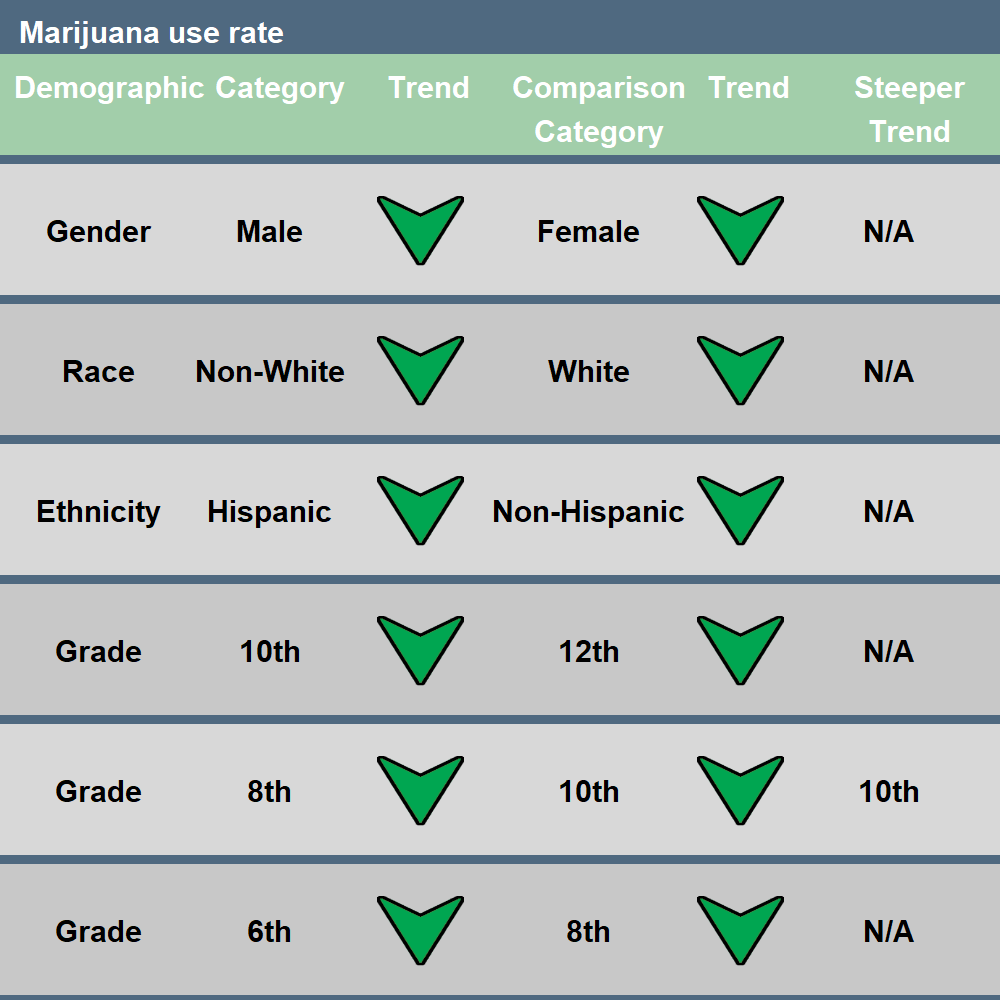 Marijuana use rate
Demographic Category Trend Comparison Category Trend Steeper Trend
Gender Male Female N/A
Race Non-White White N/A
Ethnicity Hispanic Non-Hispanic N/A
Grade 10th 12th N/A
Grade 8th 10th 10th
Grade 6th 8th N/A